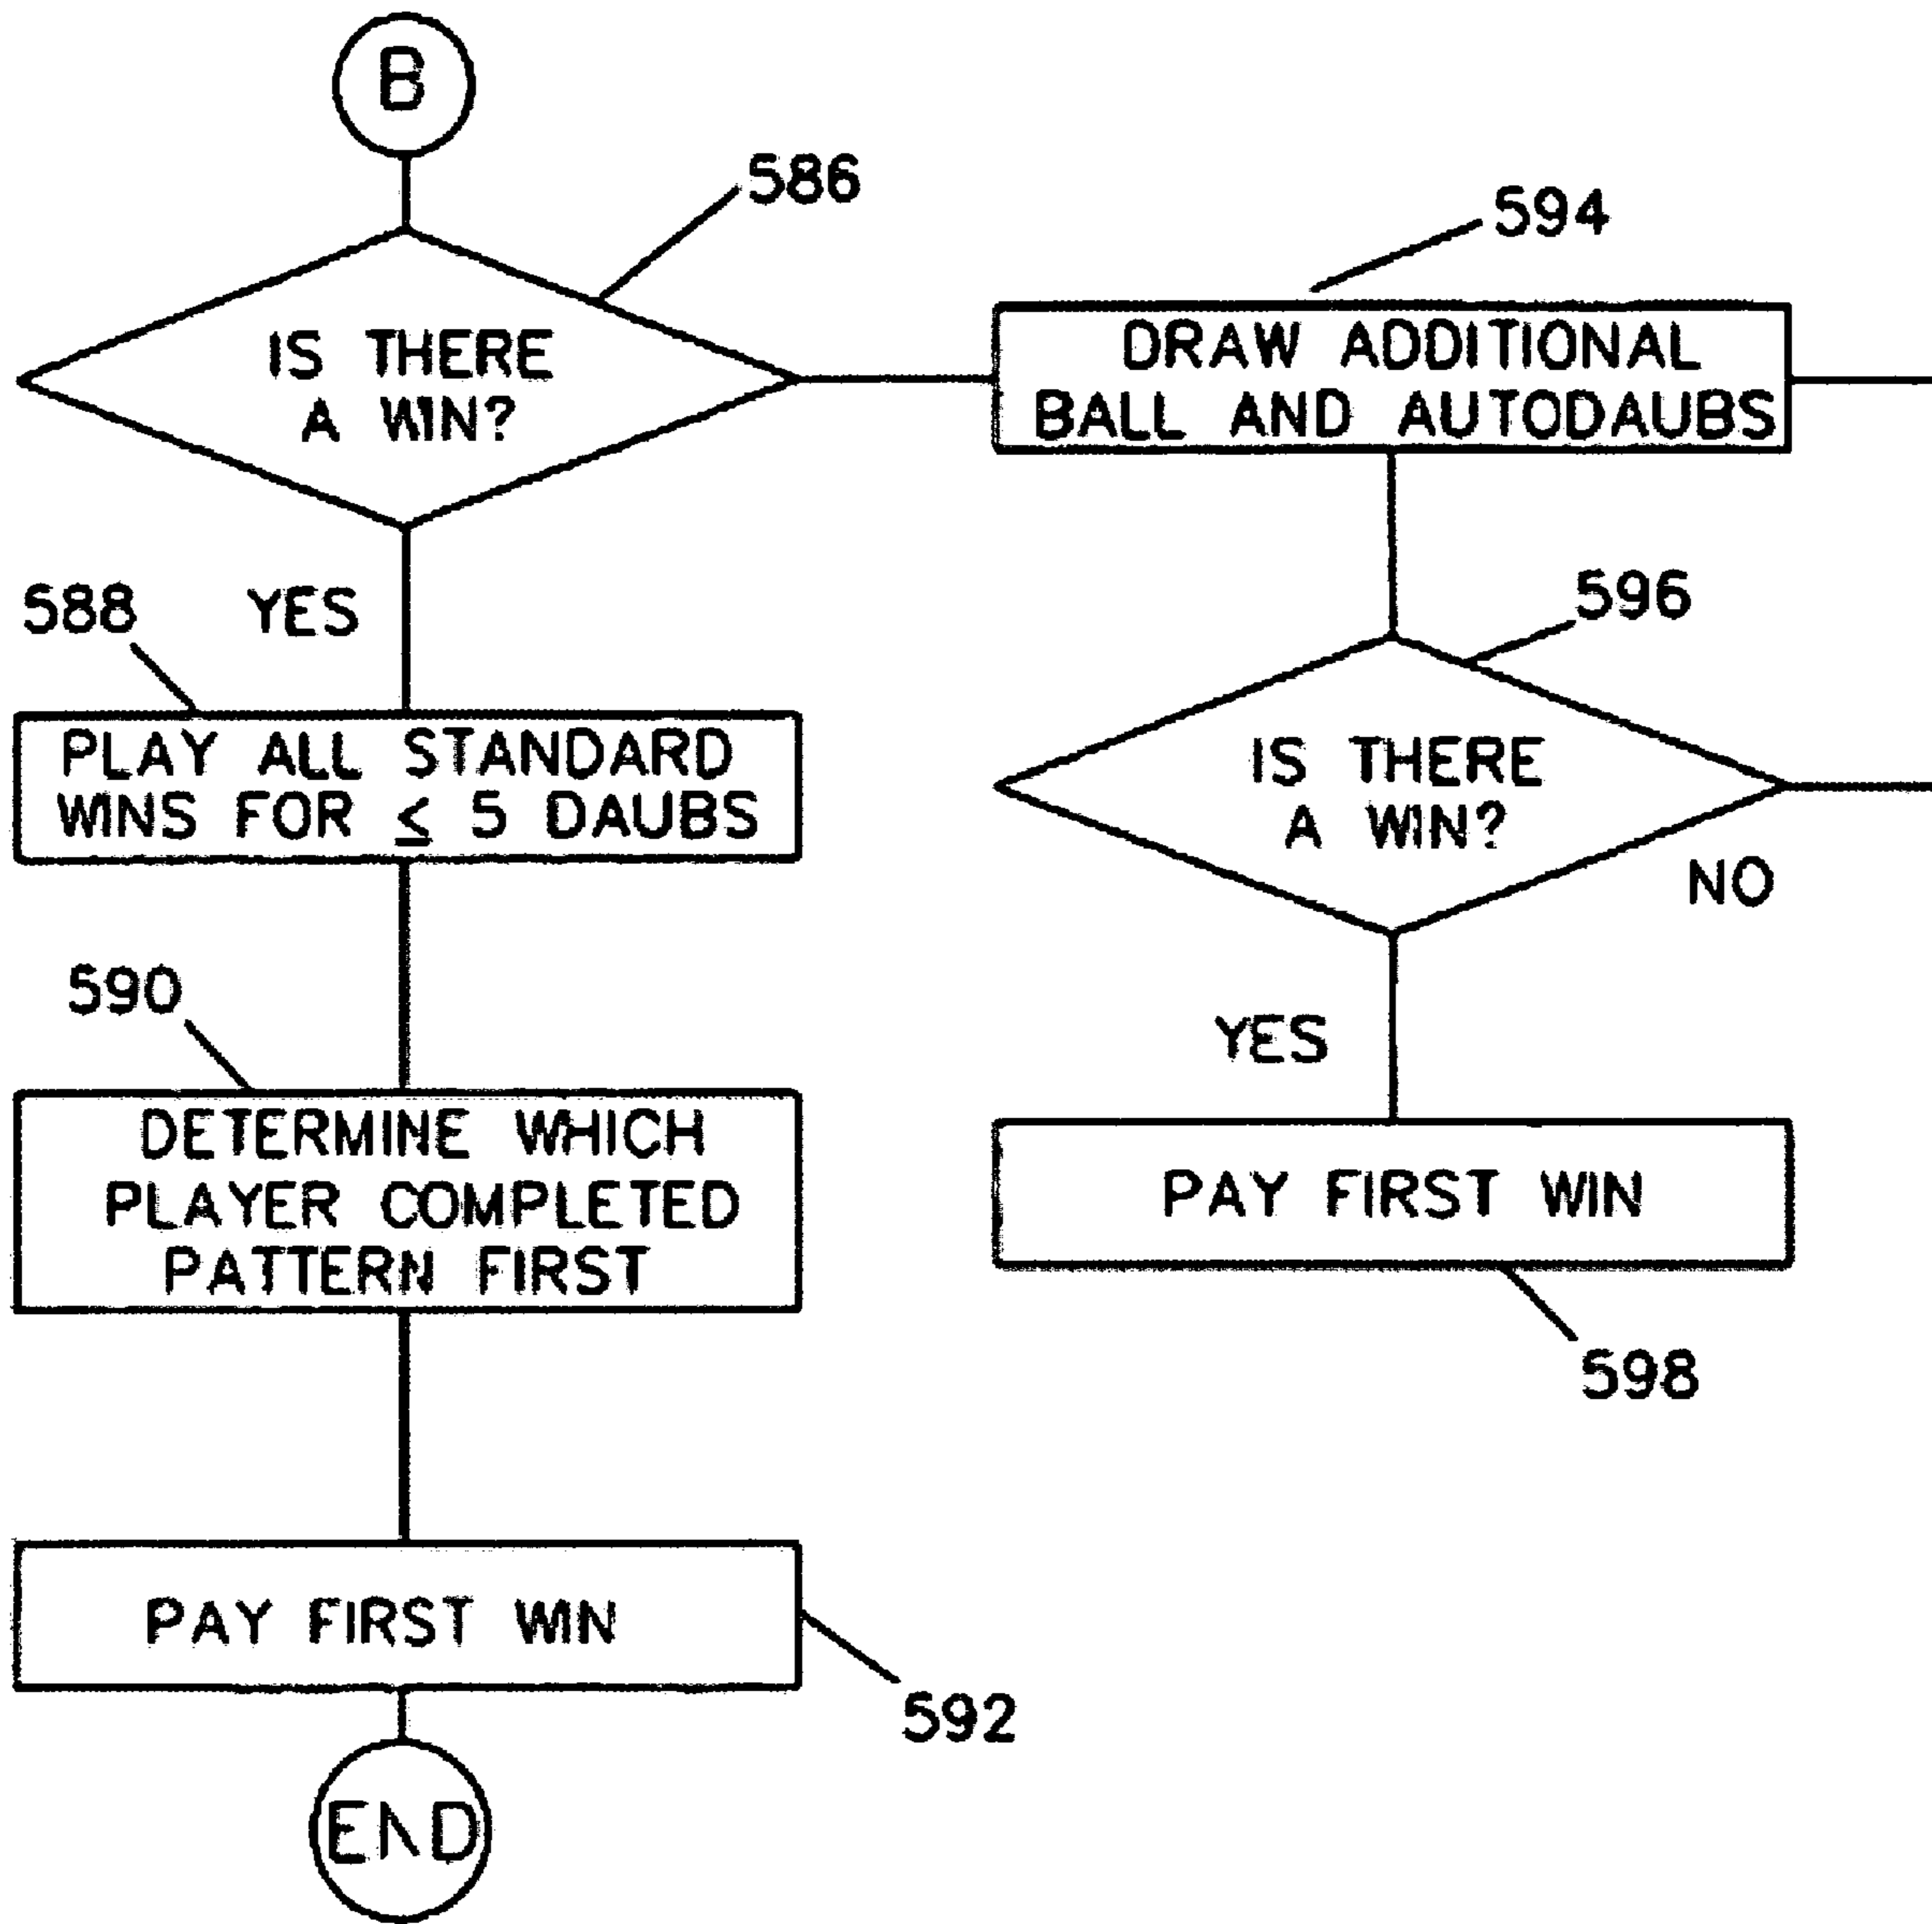 B
586
IS THERE
A WIN?
YES
588
PLAY ALL STANDARD
WINS FOR ≤ 5 DAUBS
590
DETERMINE WHICH
PLAYER COMPLETED
PATTERN FIRST
PAY FIRST WIN
592
END
594
DRAW ADDITIONAL
BALL AND AUTODAUBS
596
IS THERE
A WIN?
NO
YES
PAY FIRST WIN
598